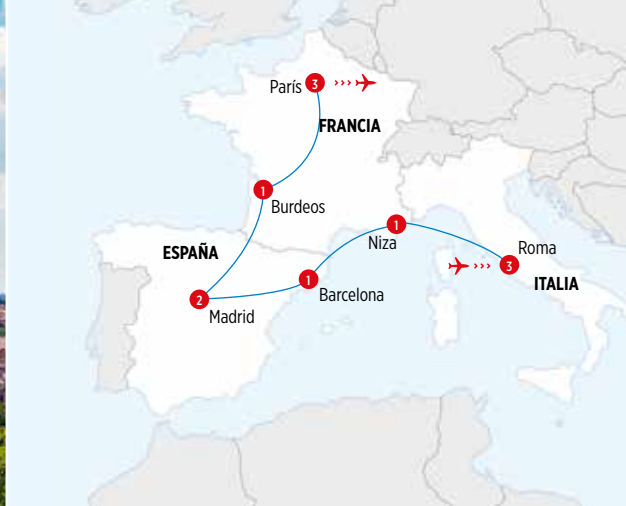 París 3
FRANCIA
1
Burdeos
ESPAÑA
1
Niza
Roma
3
ITALIA
1
Barcelona
2
Madrid